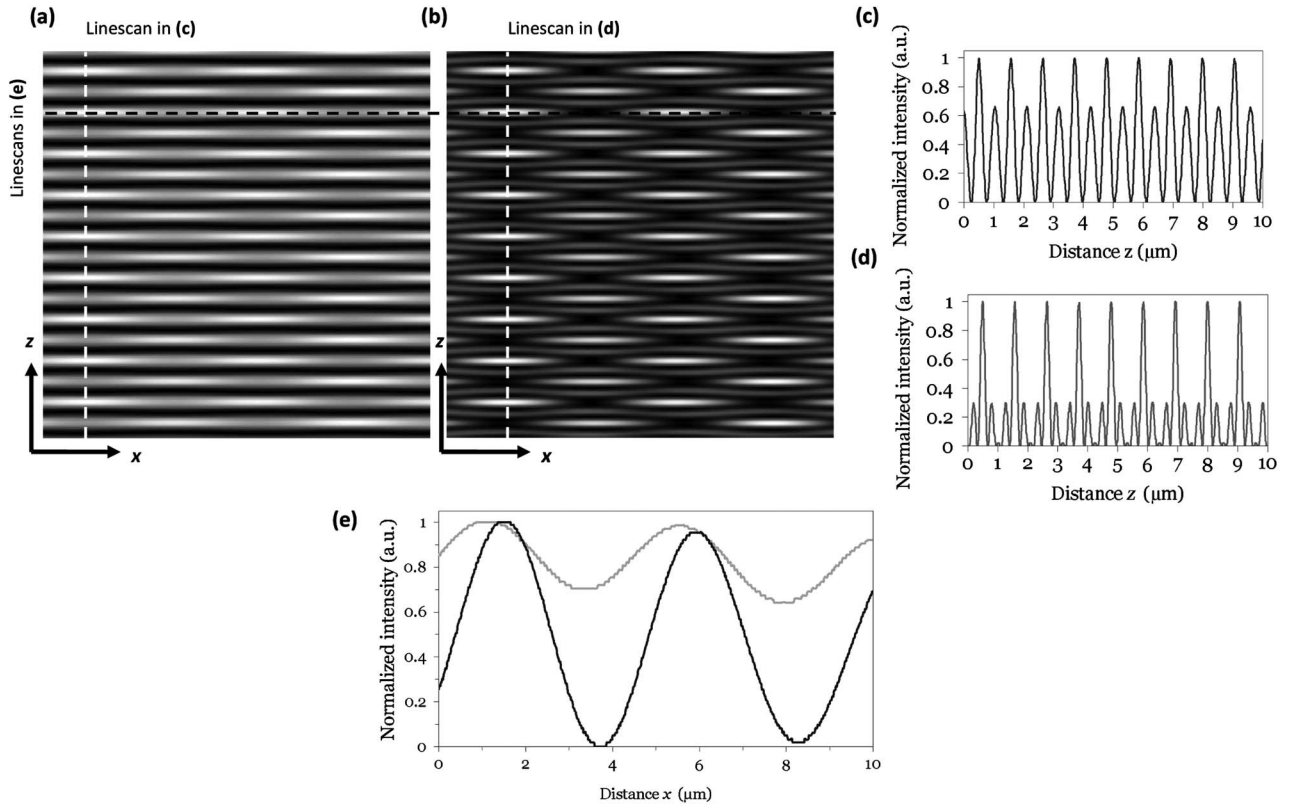 (a)
Linescan in (c)
(b)
Linescan in (d)
Linescans in (e)
z
x
z
x
(c)
Normalized intensity (a.u.)
1
0.8
0.6
0.4
0.2
0
0 1 2 3 4 5 6 7 8 9 10
Distance z (μm)
(d)
Normalized intensity (a.u.)
1
0.8
0.6
0.4
0.2
0
0 1 2 3 4 5 6 7 8 9 10
Distance z (μm)
(e)
Normalized intensity (a.u.)
1
0.8
0.6
0.4
0.2
0
0 2 4 6 8 10
Distance x (μm)